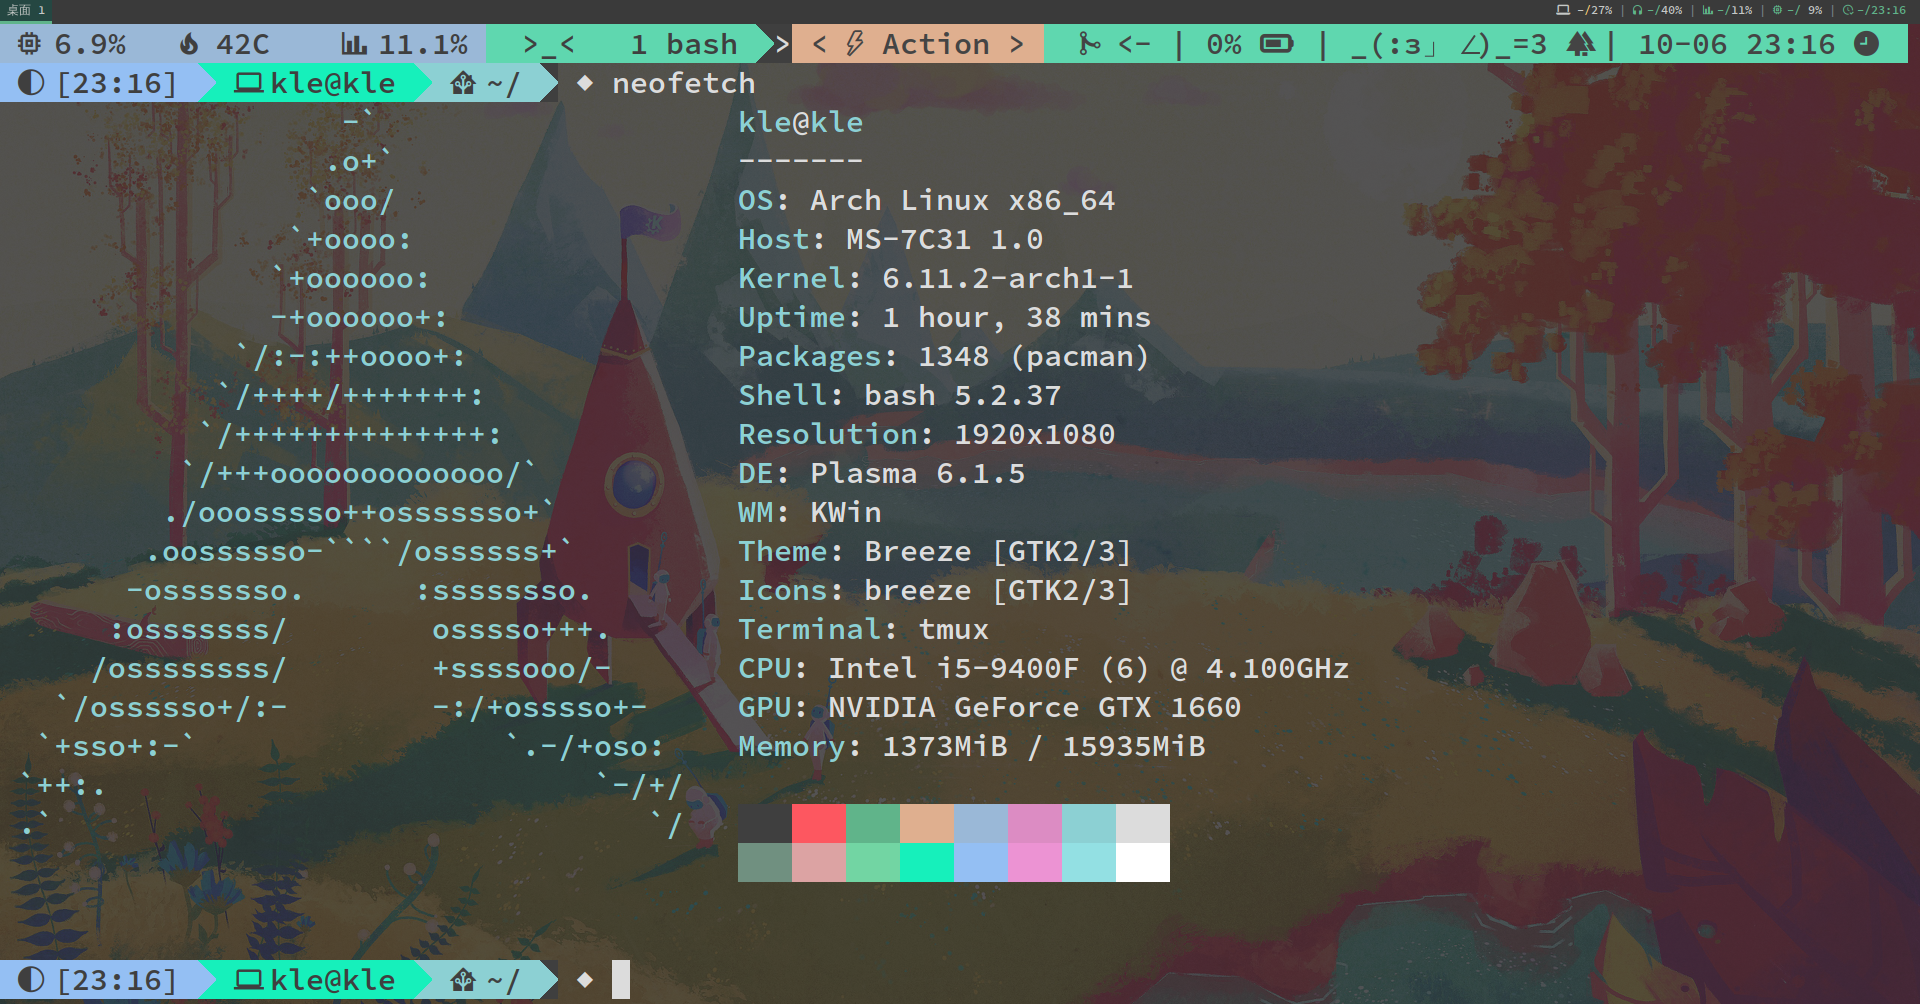 桌面 1 -/27% | -/40% | -/11% | -/ 9% | -/23:16
6.9% 42C 11.1% >_< 1 bash > < Action > <- | 0% | _(:з」∠)_=3 | 10-06 23:16
[23:16] kle@kle ~/ ◆ neofetch
-` kle@kle
.o+` -------
`ooo/ OS: Arch Linux x86_64
`+oooo: Host: MS-7C31 1.0
`+oooooo: Kernel: 6.11.2-arch1-1
-+oooooo+: Uptime: 1 hour, 38 mins
`/:-:++oooo+: Packages: 1348 (pacman)
`/++++/+++++++: Shell: bash 5.2.37
`/++++++++++++++: Resolution: 1920x1080
`/+++ooooooooooooo/` DE: Plasma 6.1.5
./ooosssso++osssssso+` WM: KWin
.oossssso-````/ossssss+` Theme: Breeze [GTK2/3]
-osssssso. :ssssssso. Icons: breeze [GTK2/3]
:osssssss/ osssso+++. Terminal: tmux
/ossssssss/ +ssssooo/- CPU: Intel i5-9400F (6) @ 4.100GHz
`/ossssso+/:- -:/+osssso+- GPU: NVIDIA GeForce GTX 1660
`+sso+:-` `.-/+oso: Memory: 1373MiB / 15935MiB
`++:. `-/+/
.` `/
[23:16] kle@kle ~/ ◆